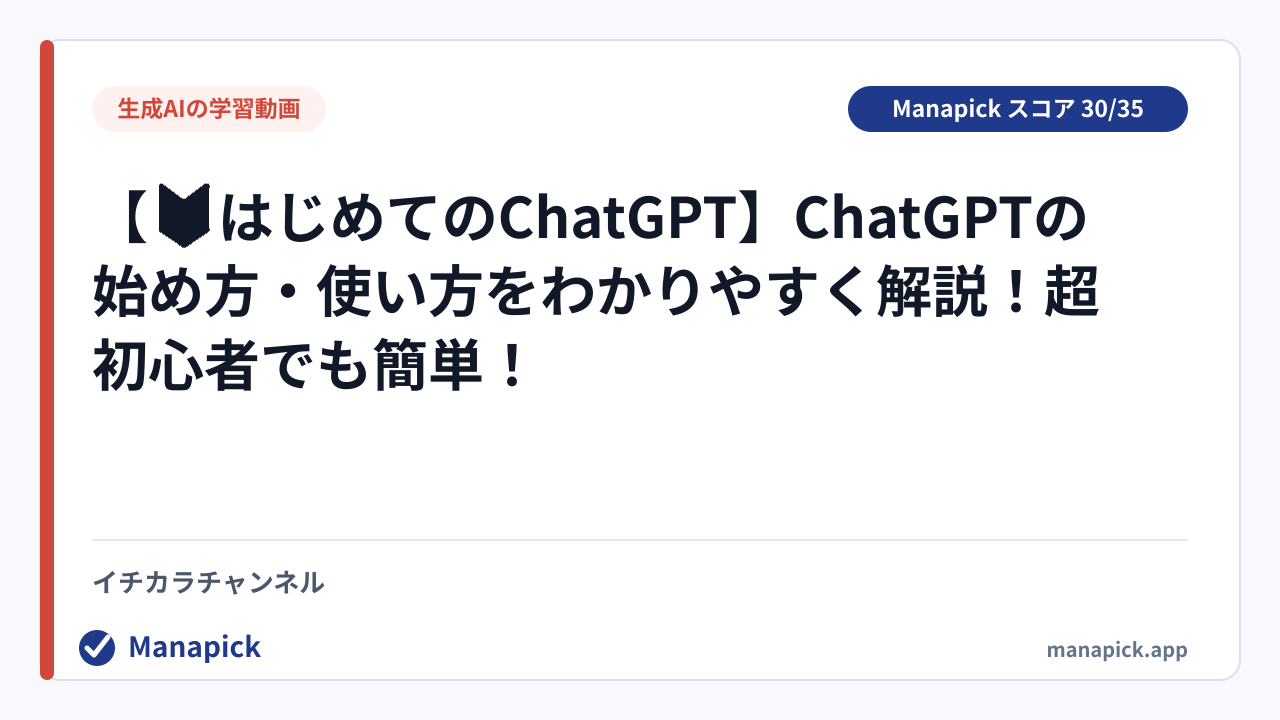 生成AIの学習動画
Manapick スコア 30/35
【🔰はじめてのChatGPT】ChatGPTの
始め方・使い方をわかりやすく解説！超
初心者でも簡単！
イチカラチャンネル
Manapick
manapick.app